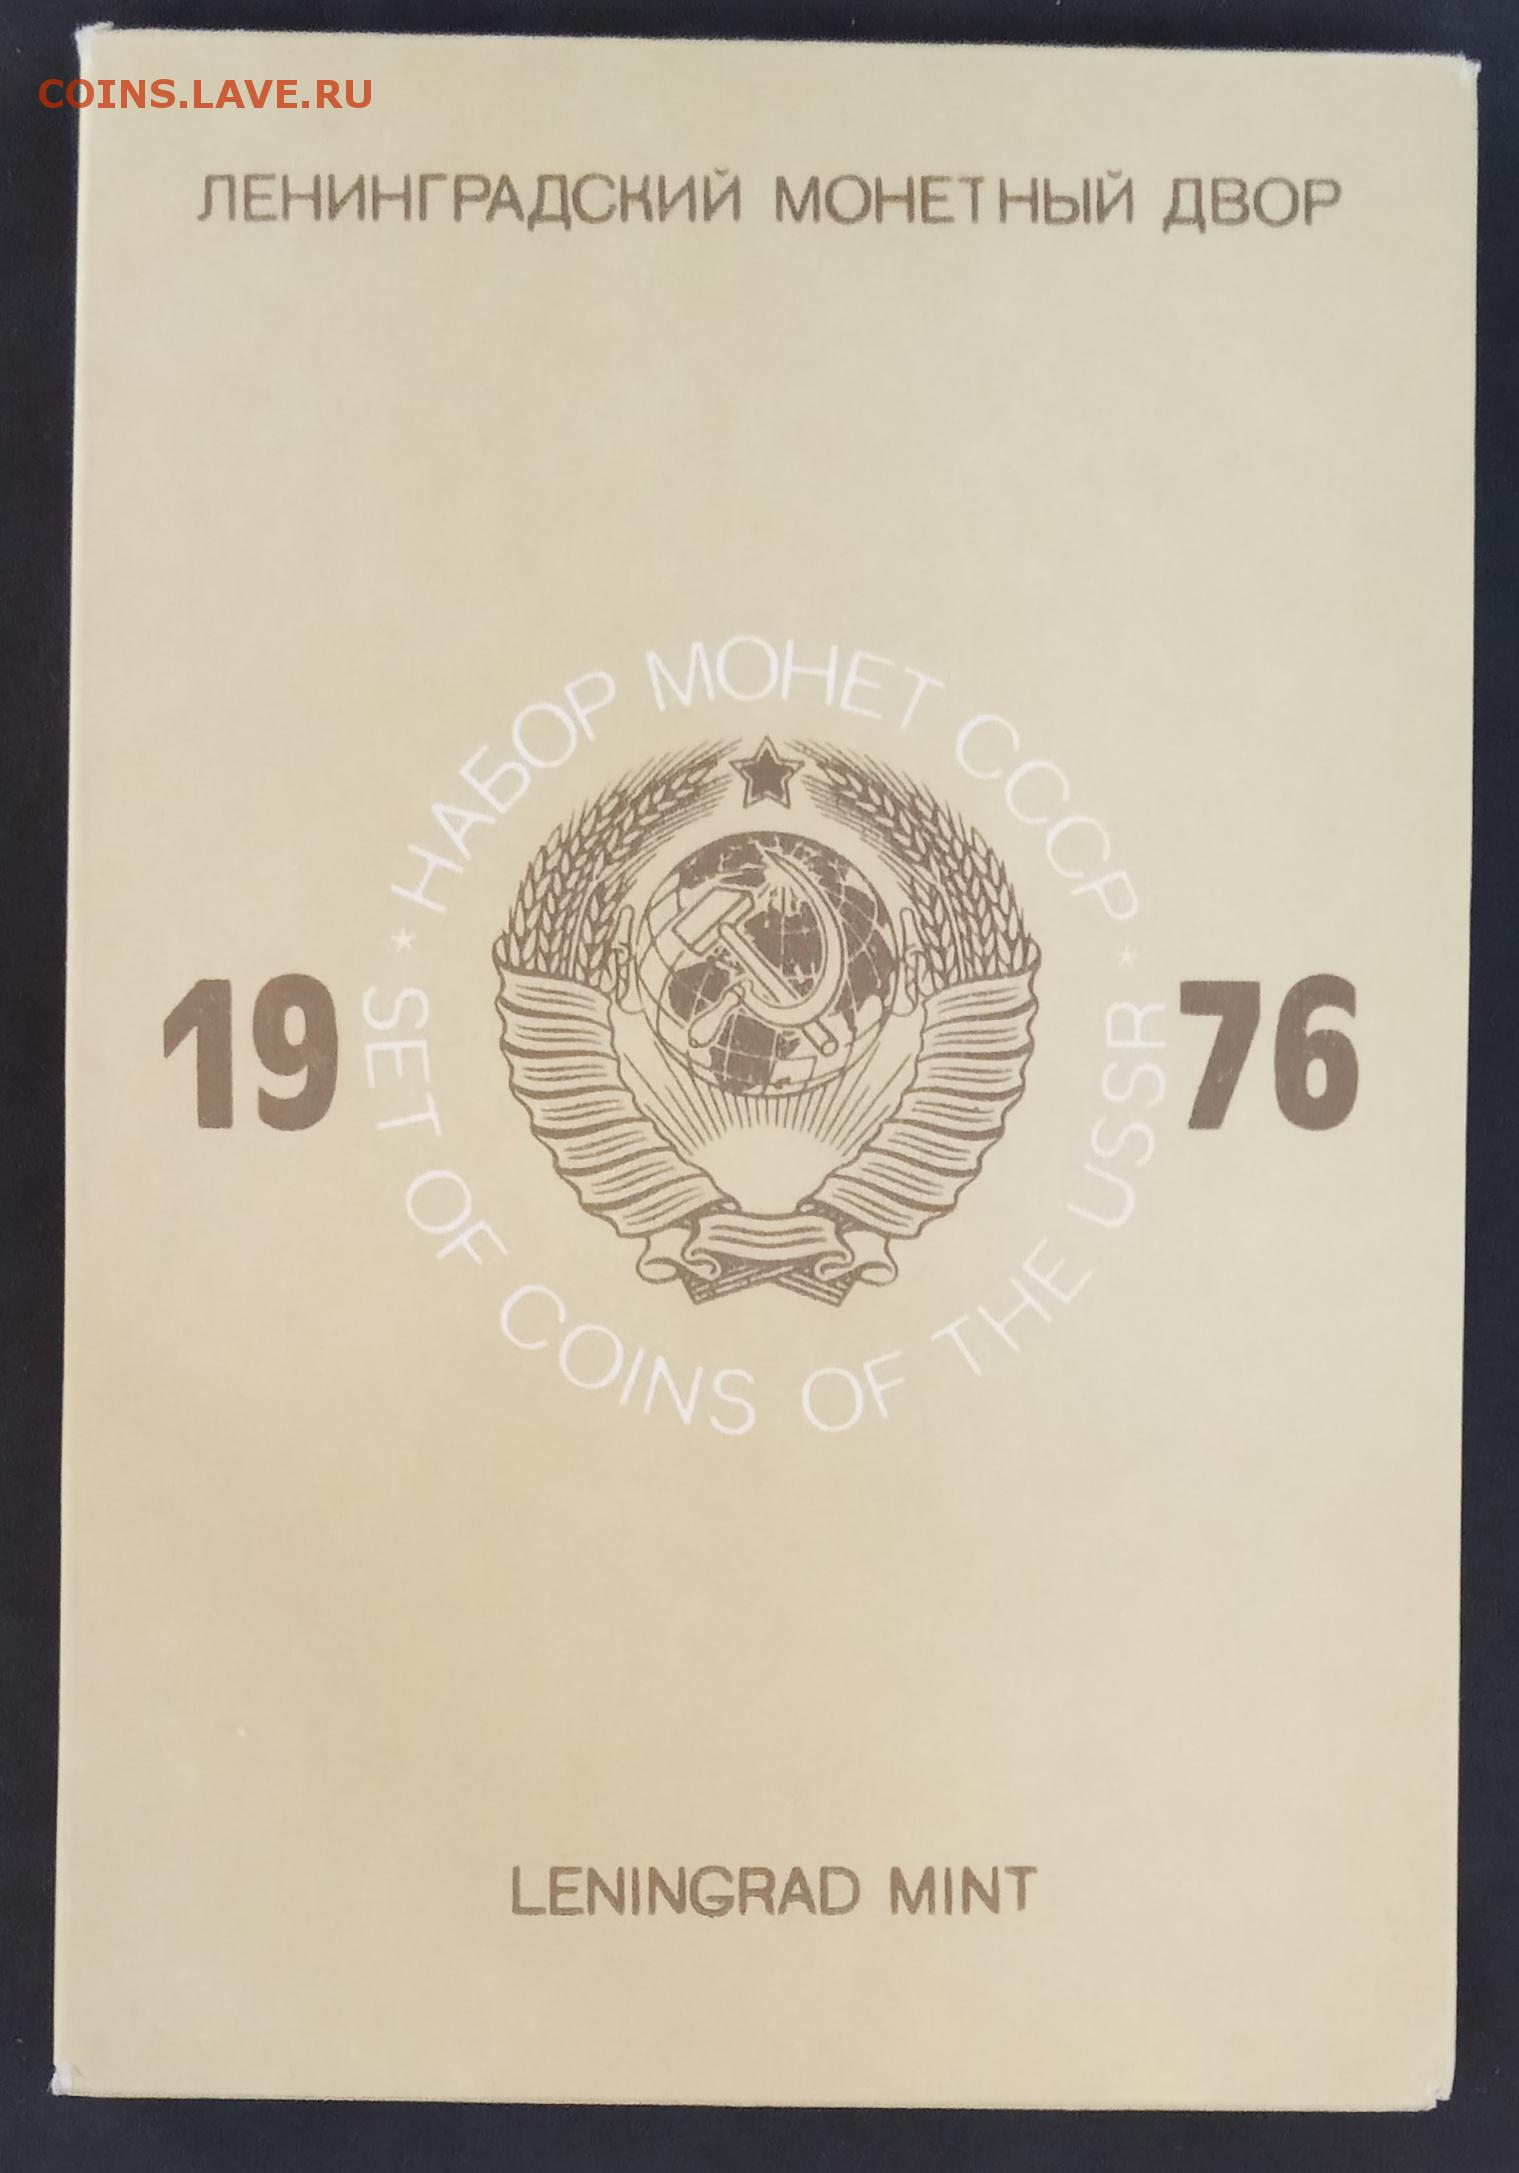 COINS.LAVE.RU
ЛЕНИНГРАДСКИЙ МОНЕТНЫЙ ДВОР
НАБОР МОНЕТ СССР
19 76
SET OF COINS OF THE USSR
LENINGRAD MINT